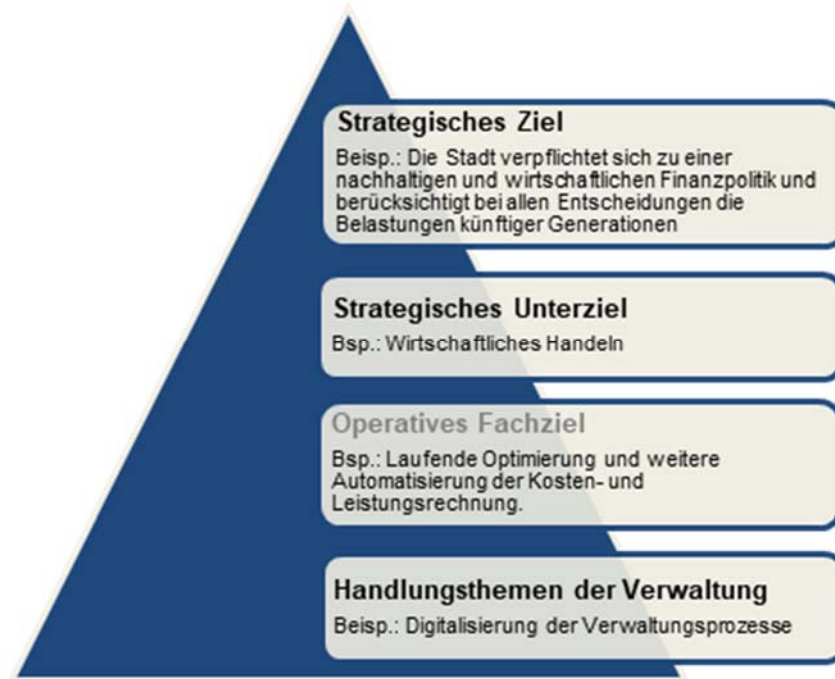 Strategisches Ziel
Beisp.: Die Stadt verpflichtet sich zu einer
nachhaltigen und wirtschaftlichen Finanzpolitik und
berücksichtigt bei allen Entscheidungen die
Belastungen künftiger Generationen
Strategisches Unterziel
Bsp.: Wirtschaftliches Handeln
Operatives Fachziel
Bsp.: Laufende Optimierung und weitere
Automatisierung der Kosten- und
Leistungsrechnung.
Handlungsthemen der Verwaltung
Beisp.: Digitalisierung der Verwaltungsprozesse